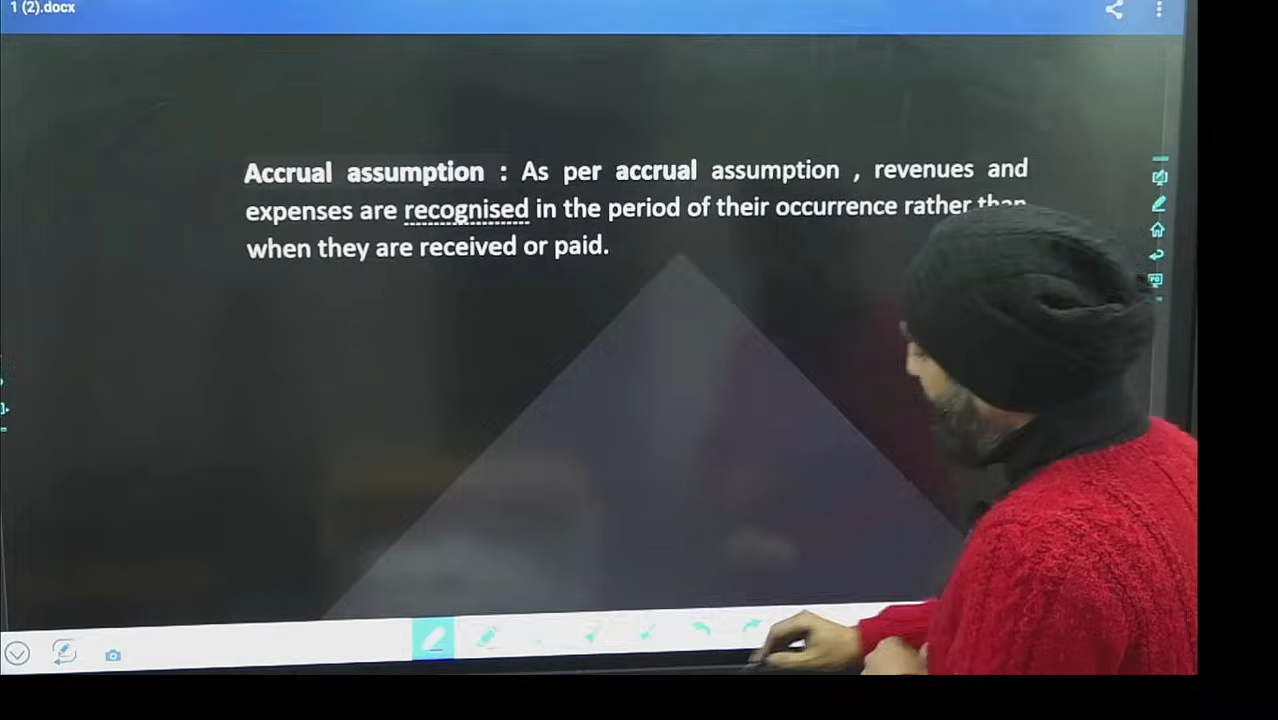 1 (2).docx
Accrual assumption : As per accrual assumption , revenues and
expenses are recognised in the period of their occurrence rather than
when they are received or paid.